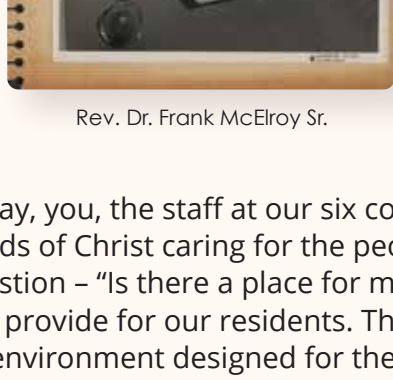 Rev. Dr. Frank McElroy Sr.
ay, you, the staff at our six co
ds of Christ caring for the peo
stion – “Is there a place for m
provide for our residents. Th
environment designed for the